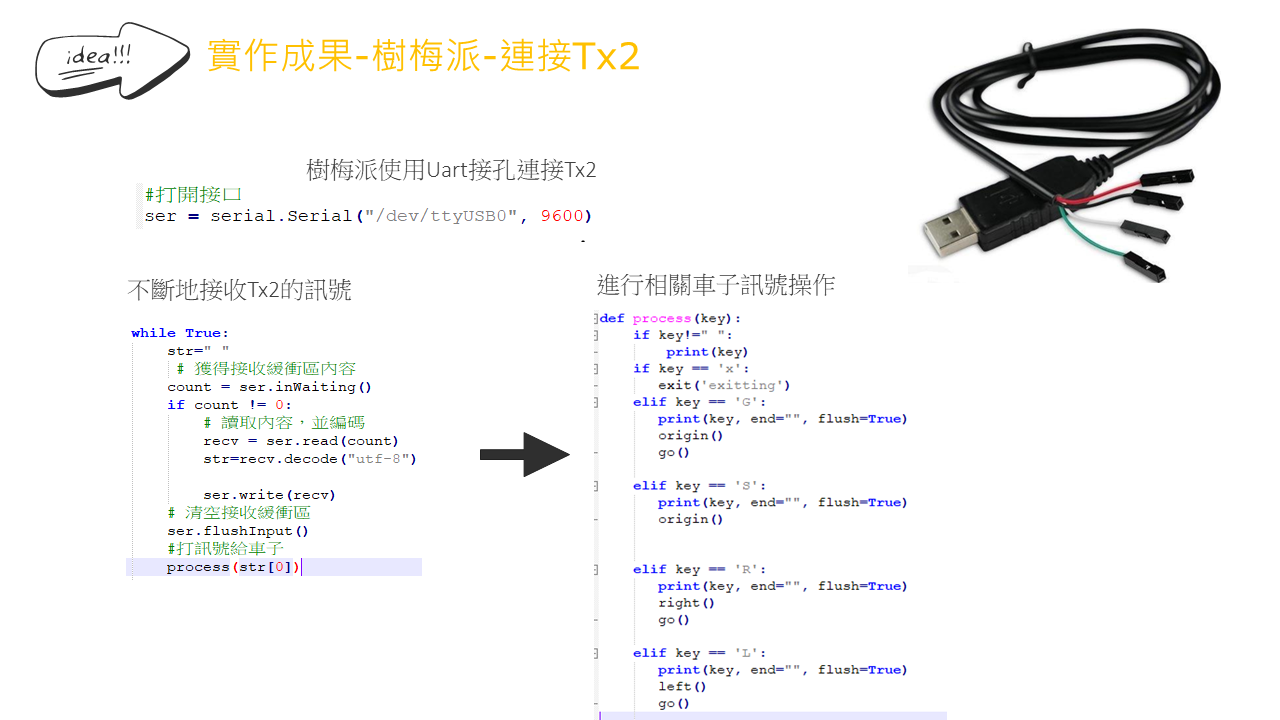 idea!!!
實作成果-樹梅派-連接Tx2
樹梅派使用Uart接孔連接Tx2
#打開接口
ser = serial.Serial("/dev/ttyUSB0", 9600)
不斷地接收Tx2的訊號
while True:
    str=" "
     # 獲得接收緩衝區內容
    count = ser.inWaiting()
    if count != 0:
        # 讀取內容，並編碼
        recv = ser.read(count)
        str=recv.decode("utf-8")
        ser.write(recv)
    # 清空接收緩衝區
    ser.flushInput()
    #打訊號給車子
    process(str[0])
進行相關車子訊號操作
def process(key):
    if key!=" ":
        print(key)
    if key == 'x':
       exit('exitting')
    elif key == 'G':
       print(key, end="", flush=True)
       origin()
       go()
    elif key == 'S':
       print(key, end="", flush=True)
       origin()
    elif key == 'R':
       print(key, end="", flush=True)
       right()
       go()
    elif key == 'L':
       print(key, end="", flush=True)
       left()
       go()